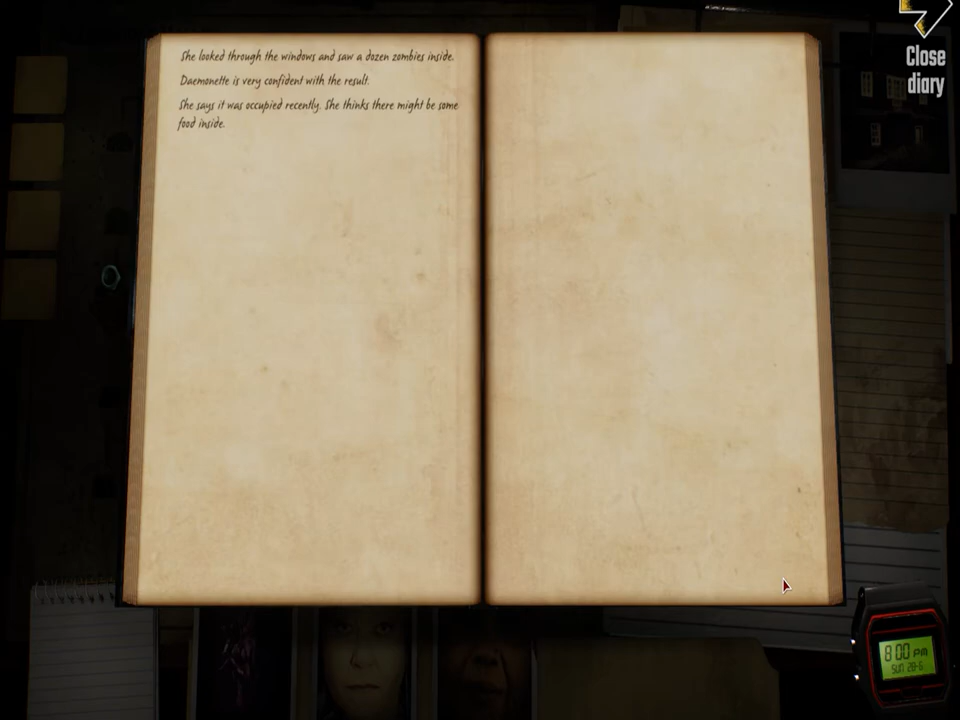 She looked through the windows and saw a dozen zombies inside.
Daemonette is very confident with the result.
She says it was occupied recently. She thinks there might be some
food inside.
Close
diary
8:00 PM
SUN 28-6